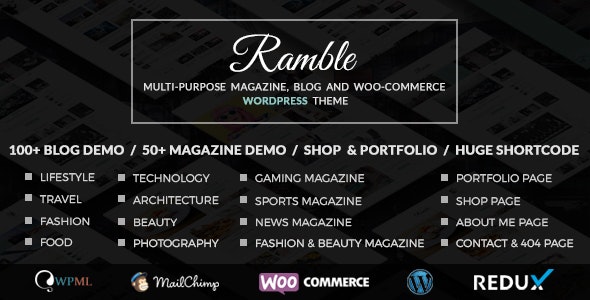 Ramble
MULTI-PURPOSE MAGAZINE, BLOG AND WOO-COMMERCE
WORDPRESS THEME
100+ BLOG DEMO / 50+ MAGAZINE DEMO / SHOP & PORTFOLIO / HUGE SHORTCODE
LIFESTYLE
TRAVEL
FASHION
FOOD
TECHNOLOGY
ARCHITECTURE
BEAUTY
PHOTOGRAPHY
GAMING MAGAZINE
SPORTS MAGAZINE
NEWS MAGAZINE
FASHION & BEAUTY MAGAZINE
PORTFOLIO PAGE
SHOP PAGE
ABOUT ME PAGE
CONTACT & 404 PAGE
WPML
MailChimp
WOO COMMERCE
REDUX